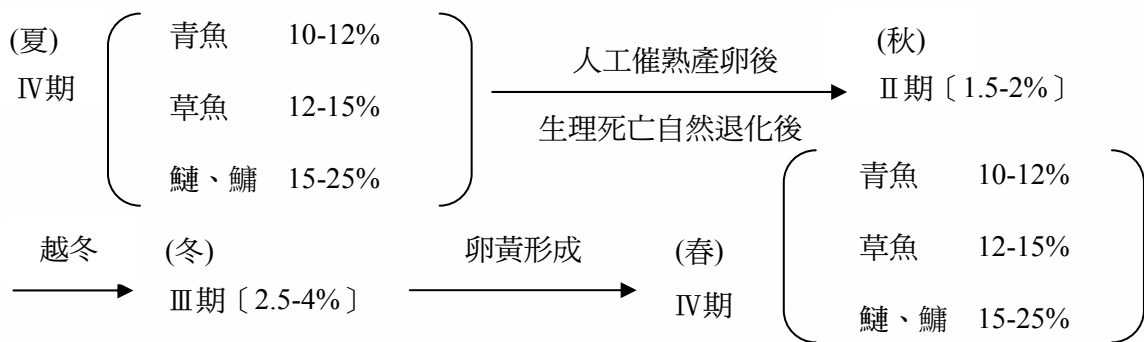 (夏)
Ⅳ期
青魚 10-12%
草魚 12-15%
鰱、鱅 15-25%
人工催熟產卵後
生理死亡自然退化後
(秋)
Ⅱ期〔1.5-2%〕
越冬
(冬)
Ⅲ期〔2.5-4%〕
卵黃形成
(春)
Ⅳ期
青魚 10-12%
草魚 12-15%
鰱、鱅 15-25%